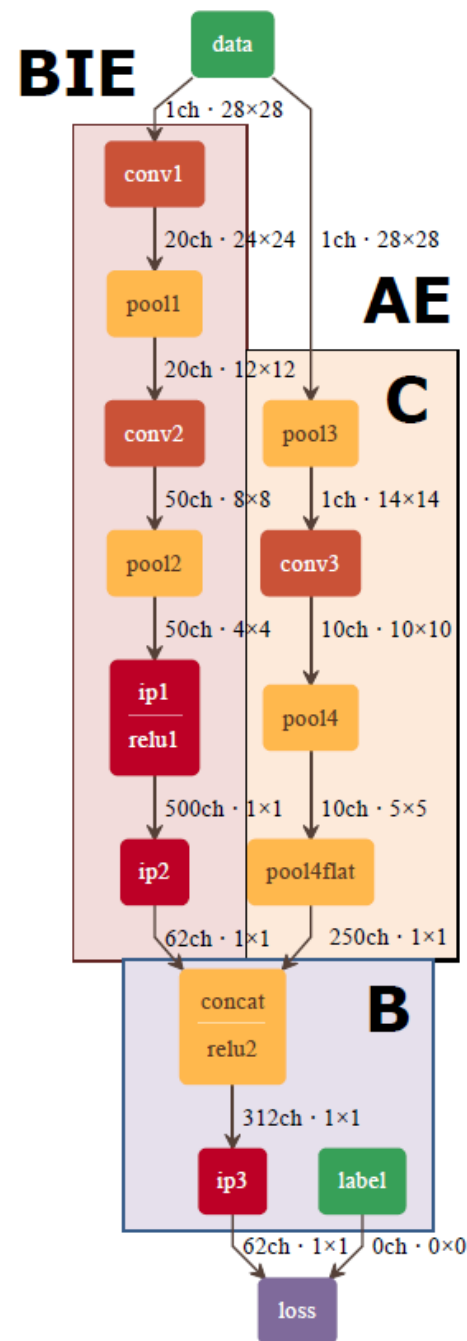 data
BIE
1ch · 28×28
conv1
20ch · 24×24
1ch · 28×28
pool1
AE
20ch · 12×12
C
conv2
pool3
50ch · 8×8
1ch · 14×14
pool2
conv3
50ch · 4×4
10ch · 10×10
ip1
relu1
pool4
500ch · 1×1
10ch · 5×5
ip2
pool4flat
62ch · 1×1
250ch · 1×1
concat
relu2
B
312ch · 1×1
ip3
label
62ch · 1×1
0ch · 0×0
loss